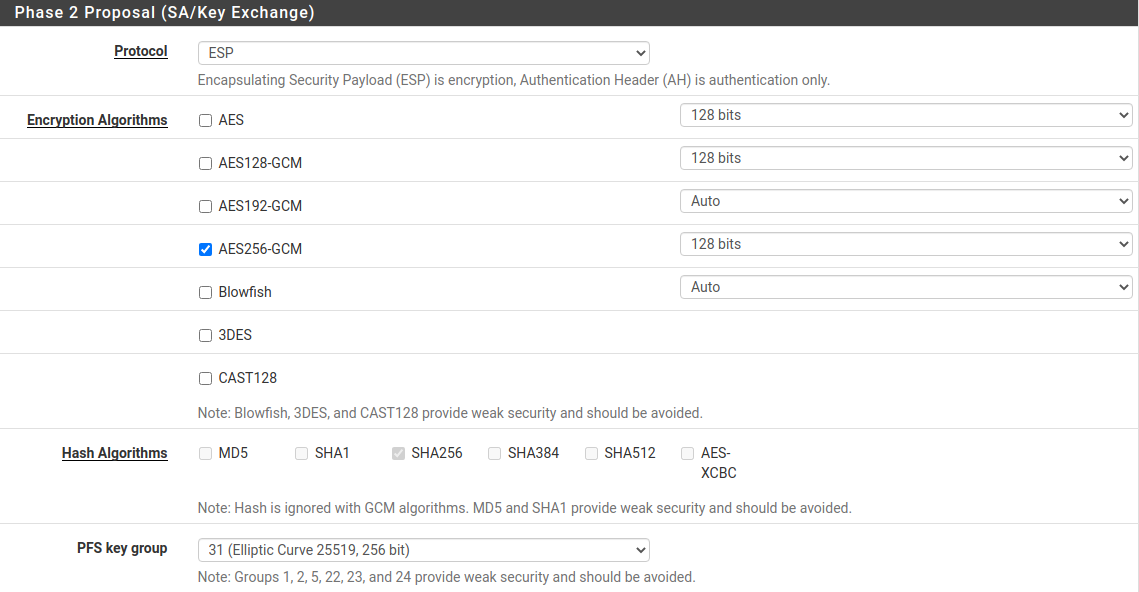 Phase 2 Proposal (SA/Key Exchange)
Protocol
ESP
Encapsulating Security Payload (ESP) is encryption, Authentication Header (AH) is authentication only.
Encryption Algorithms
AES
128 bits
AES128-GCM
128 bits
AES192-GCM
Auto
AES256-GCM
128 bits
Blowfish
Auto
3DES
CAST128
Note: Blowfish, 3DES, and CAST128 provide weak security and should be avoided.
Hash Algorithms
MD5
SHA1
SHA256
SHA384
SHA512
AES-
XCBC
Note: Hash is ignored with GCM algorithms. MD5 and SHA1 provide weak security and should be avoided.
PFS key group
31 (Elliptic Curve 25519, 256 bit)
Note: Groups 1, 2, 5, 22, 23, and 24 provide weak security and should be avoided.